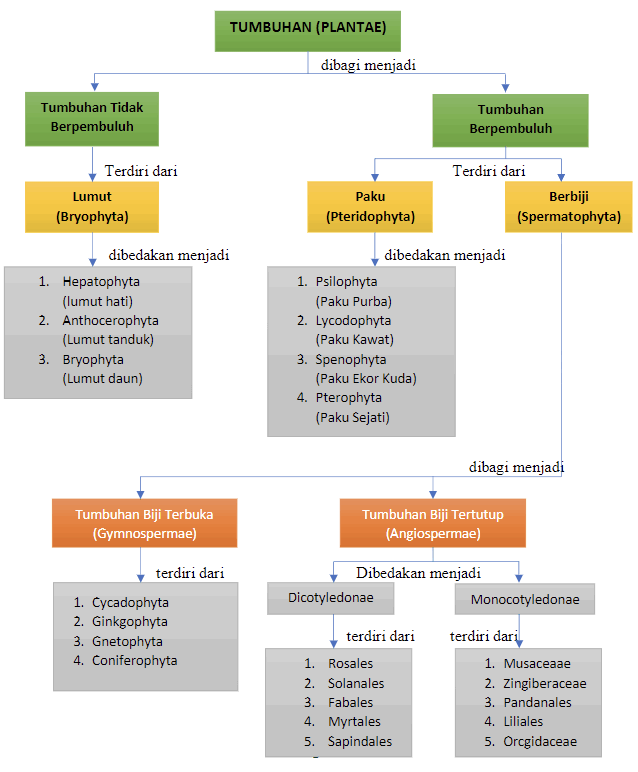 TUMBUHAN (PLANTAE)
dibagi menjadi
Tumbuhan Tidak
Berpembuluh
Tumbuhan
Berpembuluh
Terdiri dari
Terdiri dari
Lumut
(Bryophyta)
Paku
(Pteridophyta)
Berbiji
(Spermatophyta)
dibedakan menjadi
dibedakan menjadi
1. Hepatophyta
(lumut hati)
2. Anthocerophyta
(Lumut tanduk)
3. Bryophyta
(Lumut daun)
1. Psilophyta
(Paku Purba)
2. Lycodophyta
(Paku Kawat)
3. Spenophyta
(Paku Ekor Kuda)
4. Pterophyta
(Paku Sejati)
dibagi menjadi
Tumbuhan Biji Terbuka
(Gymnospermae)
Tumbuhan Biji Tertutup
(Angiospermae)
terdiri dari
Dibedakan menjadi
1. Cycadophyta
2. Ginkgophyta
3. Gnetophyta
4. Coniferophyta
Dicotyledonae
Monocotyledonae
terdiri dari
terdiri dari
1. Rosales
2. Solanales
3. Fabales
4. Myrtales
5. Sapindales
1. Musaceaae
2. Zingiberaceae
3. Pandanales
4. Liliales
5. Orcgidaceae